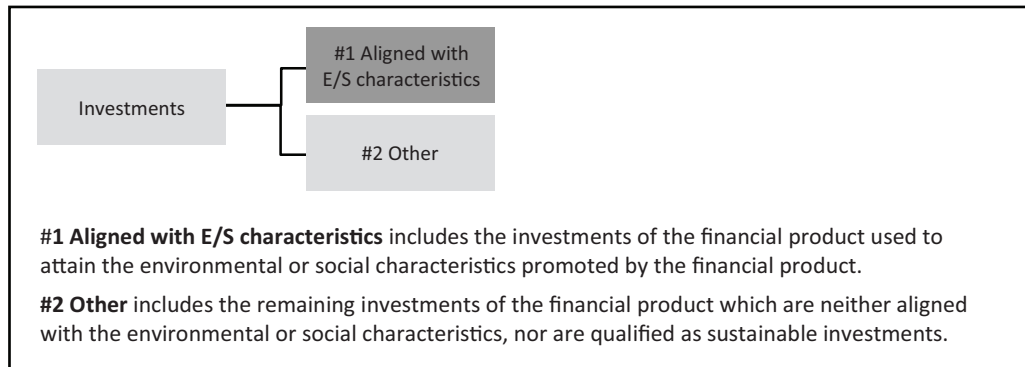 #1 Aligned with
E/S characteristics
Investments
#2 Other
#1 Aligned with E/S characteristics includes the investments of the financial product used to
attain the environmental or social characteristics promoted by the financial product.
#2 Other includes the remaining investments of the financial product which are neither aligned
with the environmental or social characteristics, nor are qualified as sustainable investments.